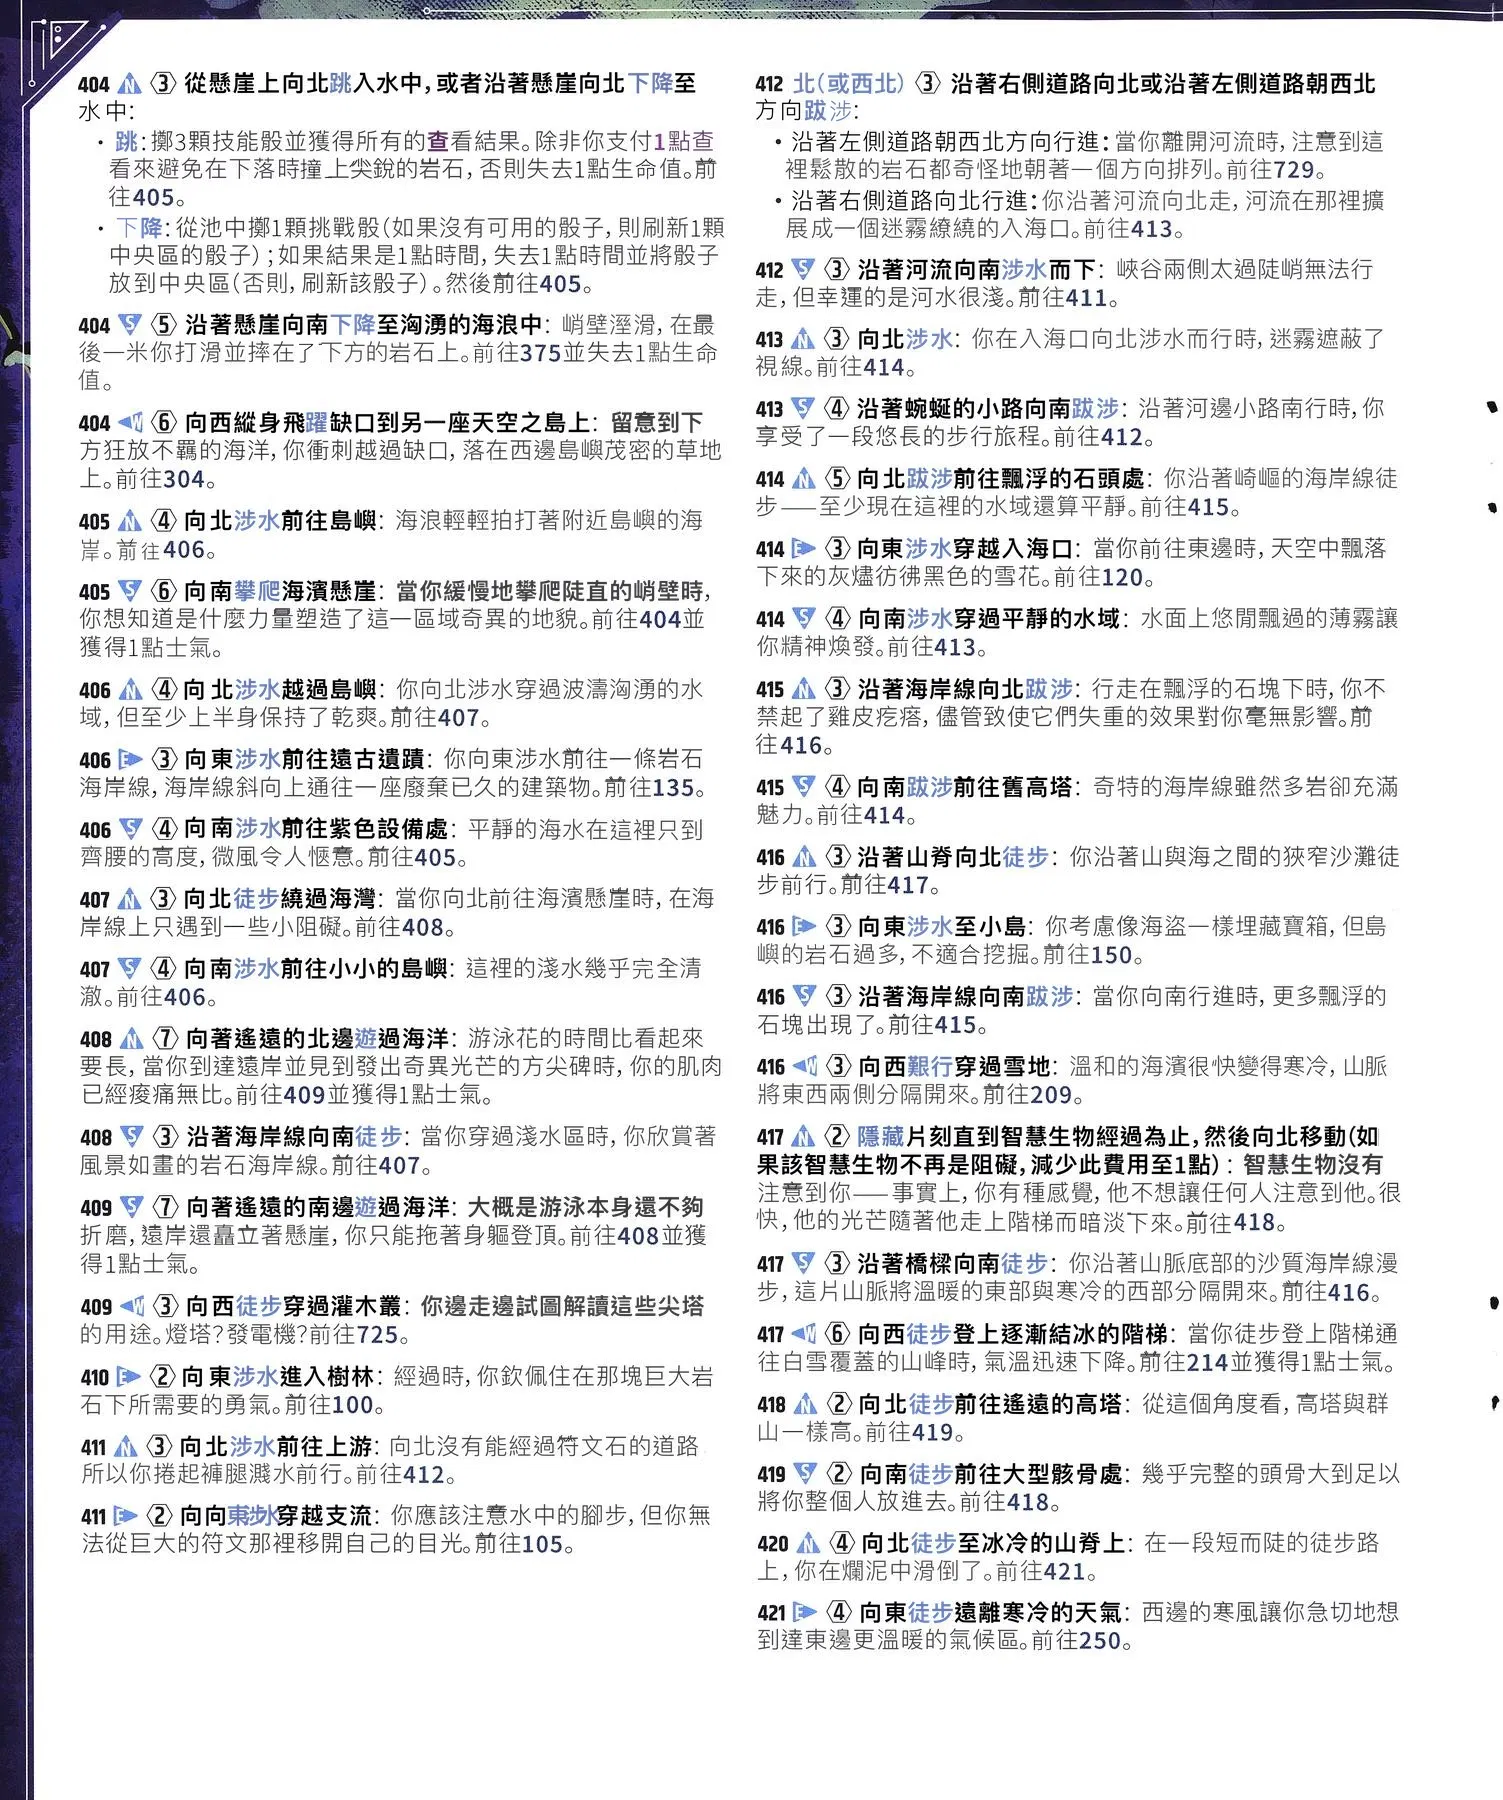 404 N 3 從懸崖上向北跳入水中，或者沿著懸崖向北下降至
水中：
• 跳：擲3顆技能骰並獲得所有的查看結果。除非你支付1點查
看來避免在下落時撞上尖銳的岩石，否則失去1點生命值。前
往405。
• 下降：從池中擲1顆挑戰骰（如果沒有可用的骰子，則刷新1顆
中央區的骰子）；如果結果是1點時間，失去1點時間並將骰子
放到中央區（否則，刷新該骰子）。然後前往405。
404 S 5 沿著懸崖向南下降至洶湧的海浪中：峭壁溼滑，在最
後一米你打滑並摔在了下方的岩石上。前往375並失去1點生命
值。
404 W 6 向西縱身飛躍缺口到另一座天空之島上：留意到下
方狂放不羈的海洋，你衝刺越過缺口，落在西邊島嶼茂密的草地
上。前往304。
405 N 4 向北涉水前往島嶼：海浪輕輕拍打著附近島嶼的海
岸。前往406。
405 S 6 向南攀爬海濱懸崖：當你緩慢地攀爬陡直的峭壁時，
你想知道是什麼力量塑造了這一區域奇異的地貌。前往404並
獲得1點士氣。
406 N 4 向北涉水越過島嶼：你向北涉水穿過波濤洶湧的水
域，但至少上半身保持了乾爽。前往407。
406 E 3 向東涉水前往遠古遺蹟：你向東涉水前往一條岩石
海岸線，海岸線斜向上通往一座廢棄已久的建築物。前往135。
406 S 4 向南涉水前往紫色設備處：平靜的海水在這裡只到
齊腰的高度，微風令人愜意。前往405。
407 N 3 向北徒步繞過海灣：當你向北前往海濱懸崖時，在海
岸線上只遇到一些小阻礙。前往408。
407 S 4 向南涉水前往小小的島嶼：這裡的淺水幾乎完全清
澈。前往406。
408 N 7 向著遙遠的北邊遊過海洋：游泳花的時間比看起來
要長，當你到達遠岸並見到發出奇異光芒的方尖碑時，你的肌肉
已經痠痛無比。前往409並獲得1點士氣。
408 S 3 沿著海岸線向南徒步：當你穿過淺水區時，你欣賞著
風景如畫的岩石海岸線。前往407。
409 S 7 向著遙遠的南邊遊過海洋：大概是游泳本身還不夠
折磨，遠岸還矗立著懸崖，你只能拖著身軀登頂。前往408並獲
得1點士氣。
409 W 3 向西徒步穿過灌木叢：你邊走邊試圖解讀這些尖塔
的用途。燈塔？發電機？前往725。
410 E 2 向東涉水進入樹林：經過時，你欽佩住在那塊巨大岩
石下所需要的勇氣。前往100。
411 N 3 向北涉水前往上游：向北沒有能經過符文石的道路
所以你捲起褲腿濺水前行。前往412。
411 E 2 向向東步水穿越支流：你應該注意水中的腳步，但你無
法從巨大的符文那裡移開自己的目光。前往105。
412 北（或西北） 3 沿著右側道路向北或沿著左側道路朝西北
方向跋涉：
• 沿著左側道路朝西北方向行進：當你離開河流時，注意到這
裡鬆散的岩石都奇怪地朝著一個方向排列。前往729。
• 沿著右側道路向北行進：你沿著河流向北走，河流在那裡擴
展成一個迷霧繚繞的入海口。前往413。
412 S 3 沿著河流向南涉水而下：峽谷兩側太過陡峭無法行
走，但幸運的是河水很淺。前往411。
413 N 3 向北涉水：你在入海口向北涉水而行時，迷霧遮蔽了
視線。前往414。
413 S 4 沿著蜿蜒的小路向南跋涉：沿著河邊小路南行時，你
享受了一段悠長的步行旅程。前往412。
414 N 5 向北跋涉前往飄浮的石頭處：你沿著崎嶇的海岸線徒
步——至少現在這裡的水域還算平靜。前往415。
414 E 3 向東涉水穿越入海口：當你前往東邊時，天空中飄落
下來的灰燼彷彿黑色的雪花。前往120。
414 S 4 向南涉水穿過平靜的水域：水面上悠閒飄過的薄霧讓
你精神煥發。前往413。
415 N 3 沿著海岸線向北跋涉：行走在飄浮的石塊下時，你不
禁起了雞皮疙瘩，儘管致使它們失重的效果對你毫無影響。前
往416。
415 S 4 向南跋涉前往舊高塔：奇特的海岸線雖然多岩卻充滿
魅力。前往414。
416 N 3 沿著山脊向北徒步：你沿著山與海之間的狹窄沙灘徒
步前行。前往417。
416 E 3 向東涉水至小島：你考慮像海盜一樣埋藏寶箱，但島
嶼的岩石過多，不適合挖掘。前往150。
416 S 3 沿著海岸線向南跋涉：當你向南行進時，更多飄浮的
石塊出現了。前往415。
416 W 3 向西艱行穿過雪地：溫和的海濱很快變得寒冷，山脈
將東西兩側分隔開來。前往209。
417 N 2 隱藏片刻直到智慧生物經過為止，然後向北移動（如
果該智慧生物不再是阻礙，減少此費用至1點）：智慧生物沒有
注意到你——事實上，你有種感覺，他不想讓任何人注意到他。很
快，他的光芒隨著他走上階梯而暗淡下來。前往418。
417 S 3 沿著橋樑向南徒步：你沿著山脈底部的沙質海岸線漫
步，這片山脈將溫暖的東部與寒冷的西部分隔開來。前往416。
417 W 6 向西徒步登上逐漸結冰的階梯：當你徒步登上階梯通
往白雪覆蓋的山峰時，氣溫迅速下降。前往214並獲得1點士氣。
418 N 2 向北徒步前往遙遠的高塔：從這個角度看，高塔與群
山一樣高。前往419。
419 S 2 向南徒步前往大型骸骨處：幾乎完整的頭骨大到足以
將你整個人放進去。前往418。
420 N 4 向北徒步至冰冷的山脊上：在一段短而陡的徒步路
上，你在爛泥中滑倒了。前往421。
421 E 4 向東徒步遠離寒冷的天氣：西邊的寒風讓你急切地想
到達東邊更溫暖的氣候區。前往250。